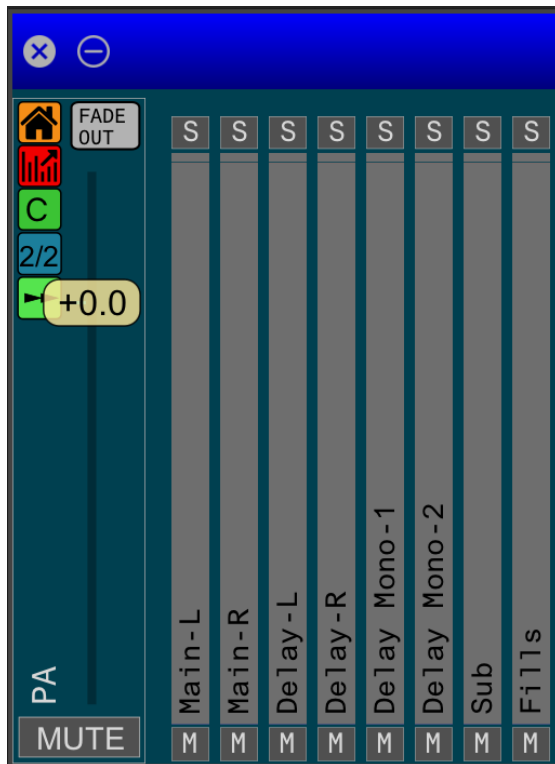 FADE
OUT
C
2/2
+0.0
PA
MUTE
S S S S S S S S
Main-L
Main-R
Delay-L
Delay-R
Delay Mono-1
Delay Mono-2
Sub
Fills
M M M M M M M M